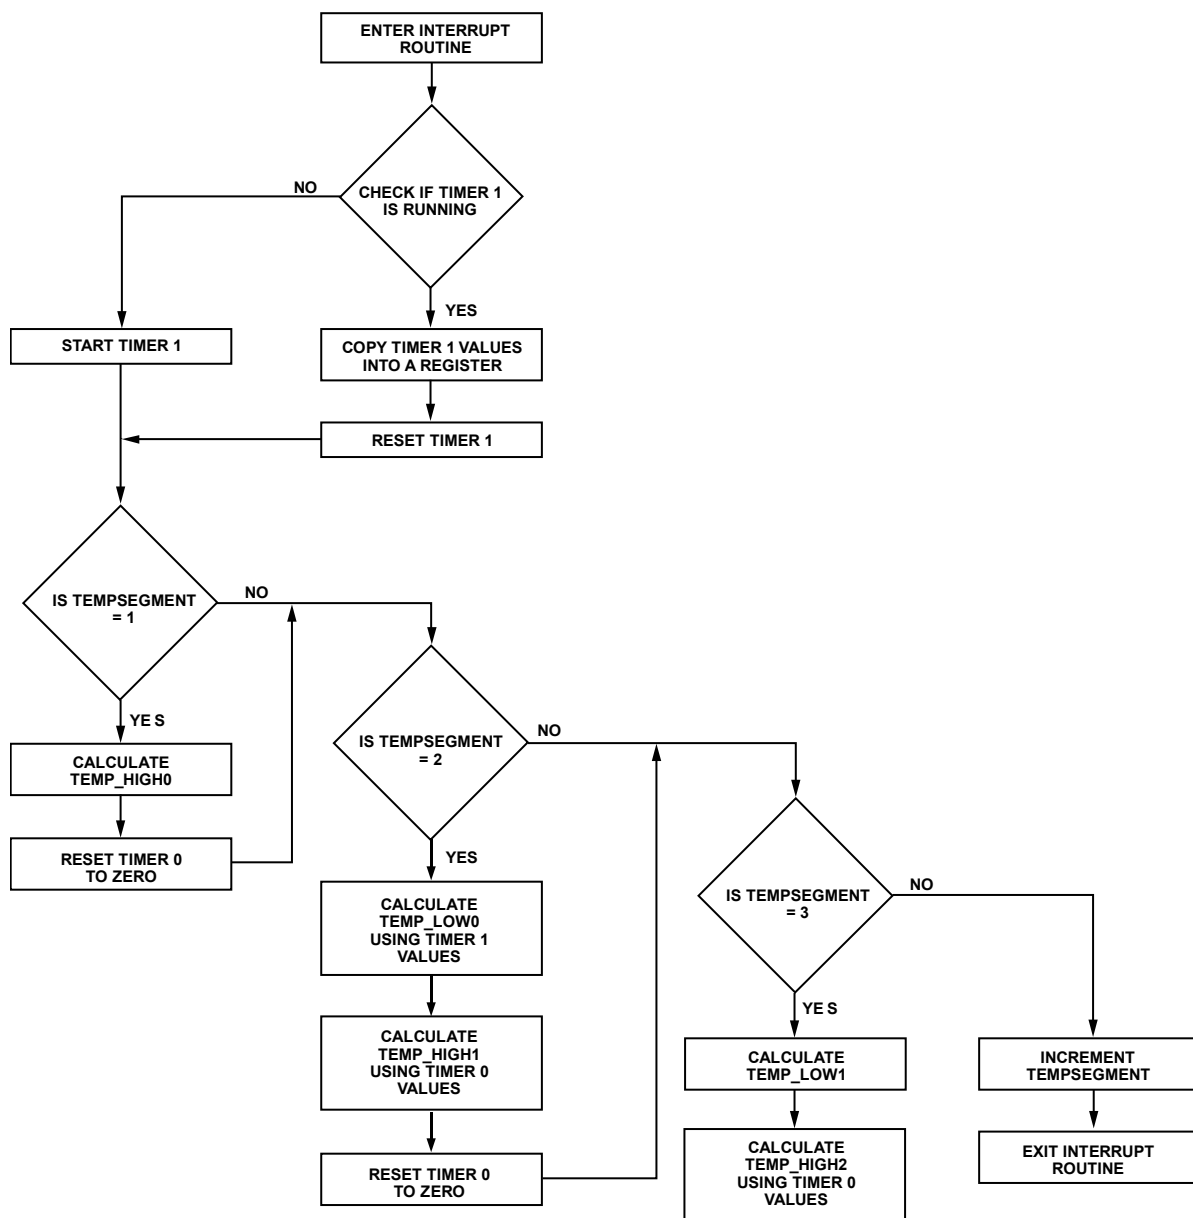 ENTER INTERRUPT
ROUTINE
CHECK IF TIMER 1
IS RUNNING
NO
YES
START TIMER 1
COPY TIMER 1 VALUES
INTO A REGISTER
RESET TIMER 1
IS TEMPSEGMENT
= 1
NO
YE S
CALCULATE
TEMP_HIGH0
RESET TIMER 0
TO ZERO
IS TEMPSEGMENT
= 2
NO
YES
CALCULATE
TEMP_LOW0
USING TIMER 1
VALUES
CALCULATE
TEMP_HIGH1
USING TIMER 0
VALUES
RESET TIMER 0
TO ZERO
IS TEMPSEGMENT
= 3
NO
YE S
CALCULATE
TEMP_LOW1
CALCULATE
TEMP_HIGH2
USING TIMER 0
VALUES
INCREMENT
TEMPSEGMENT
EXIT INTERRUPT
ROUTINE